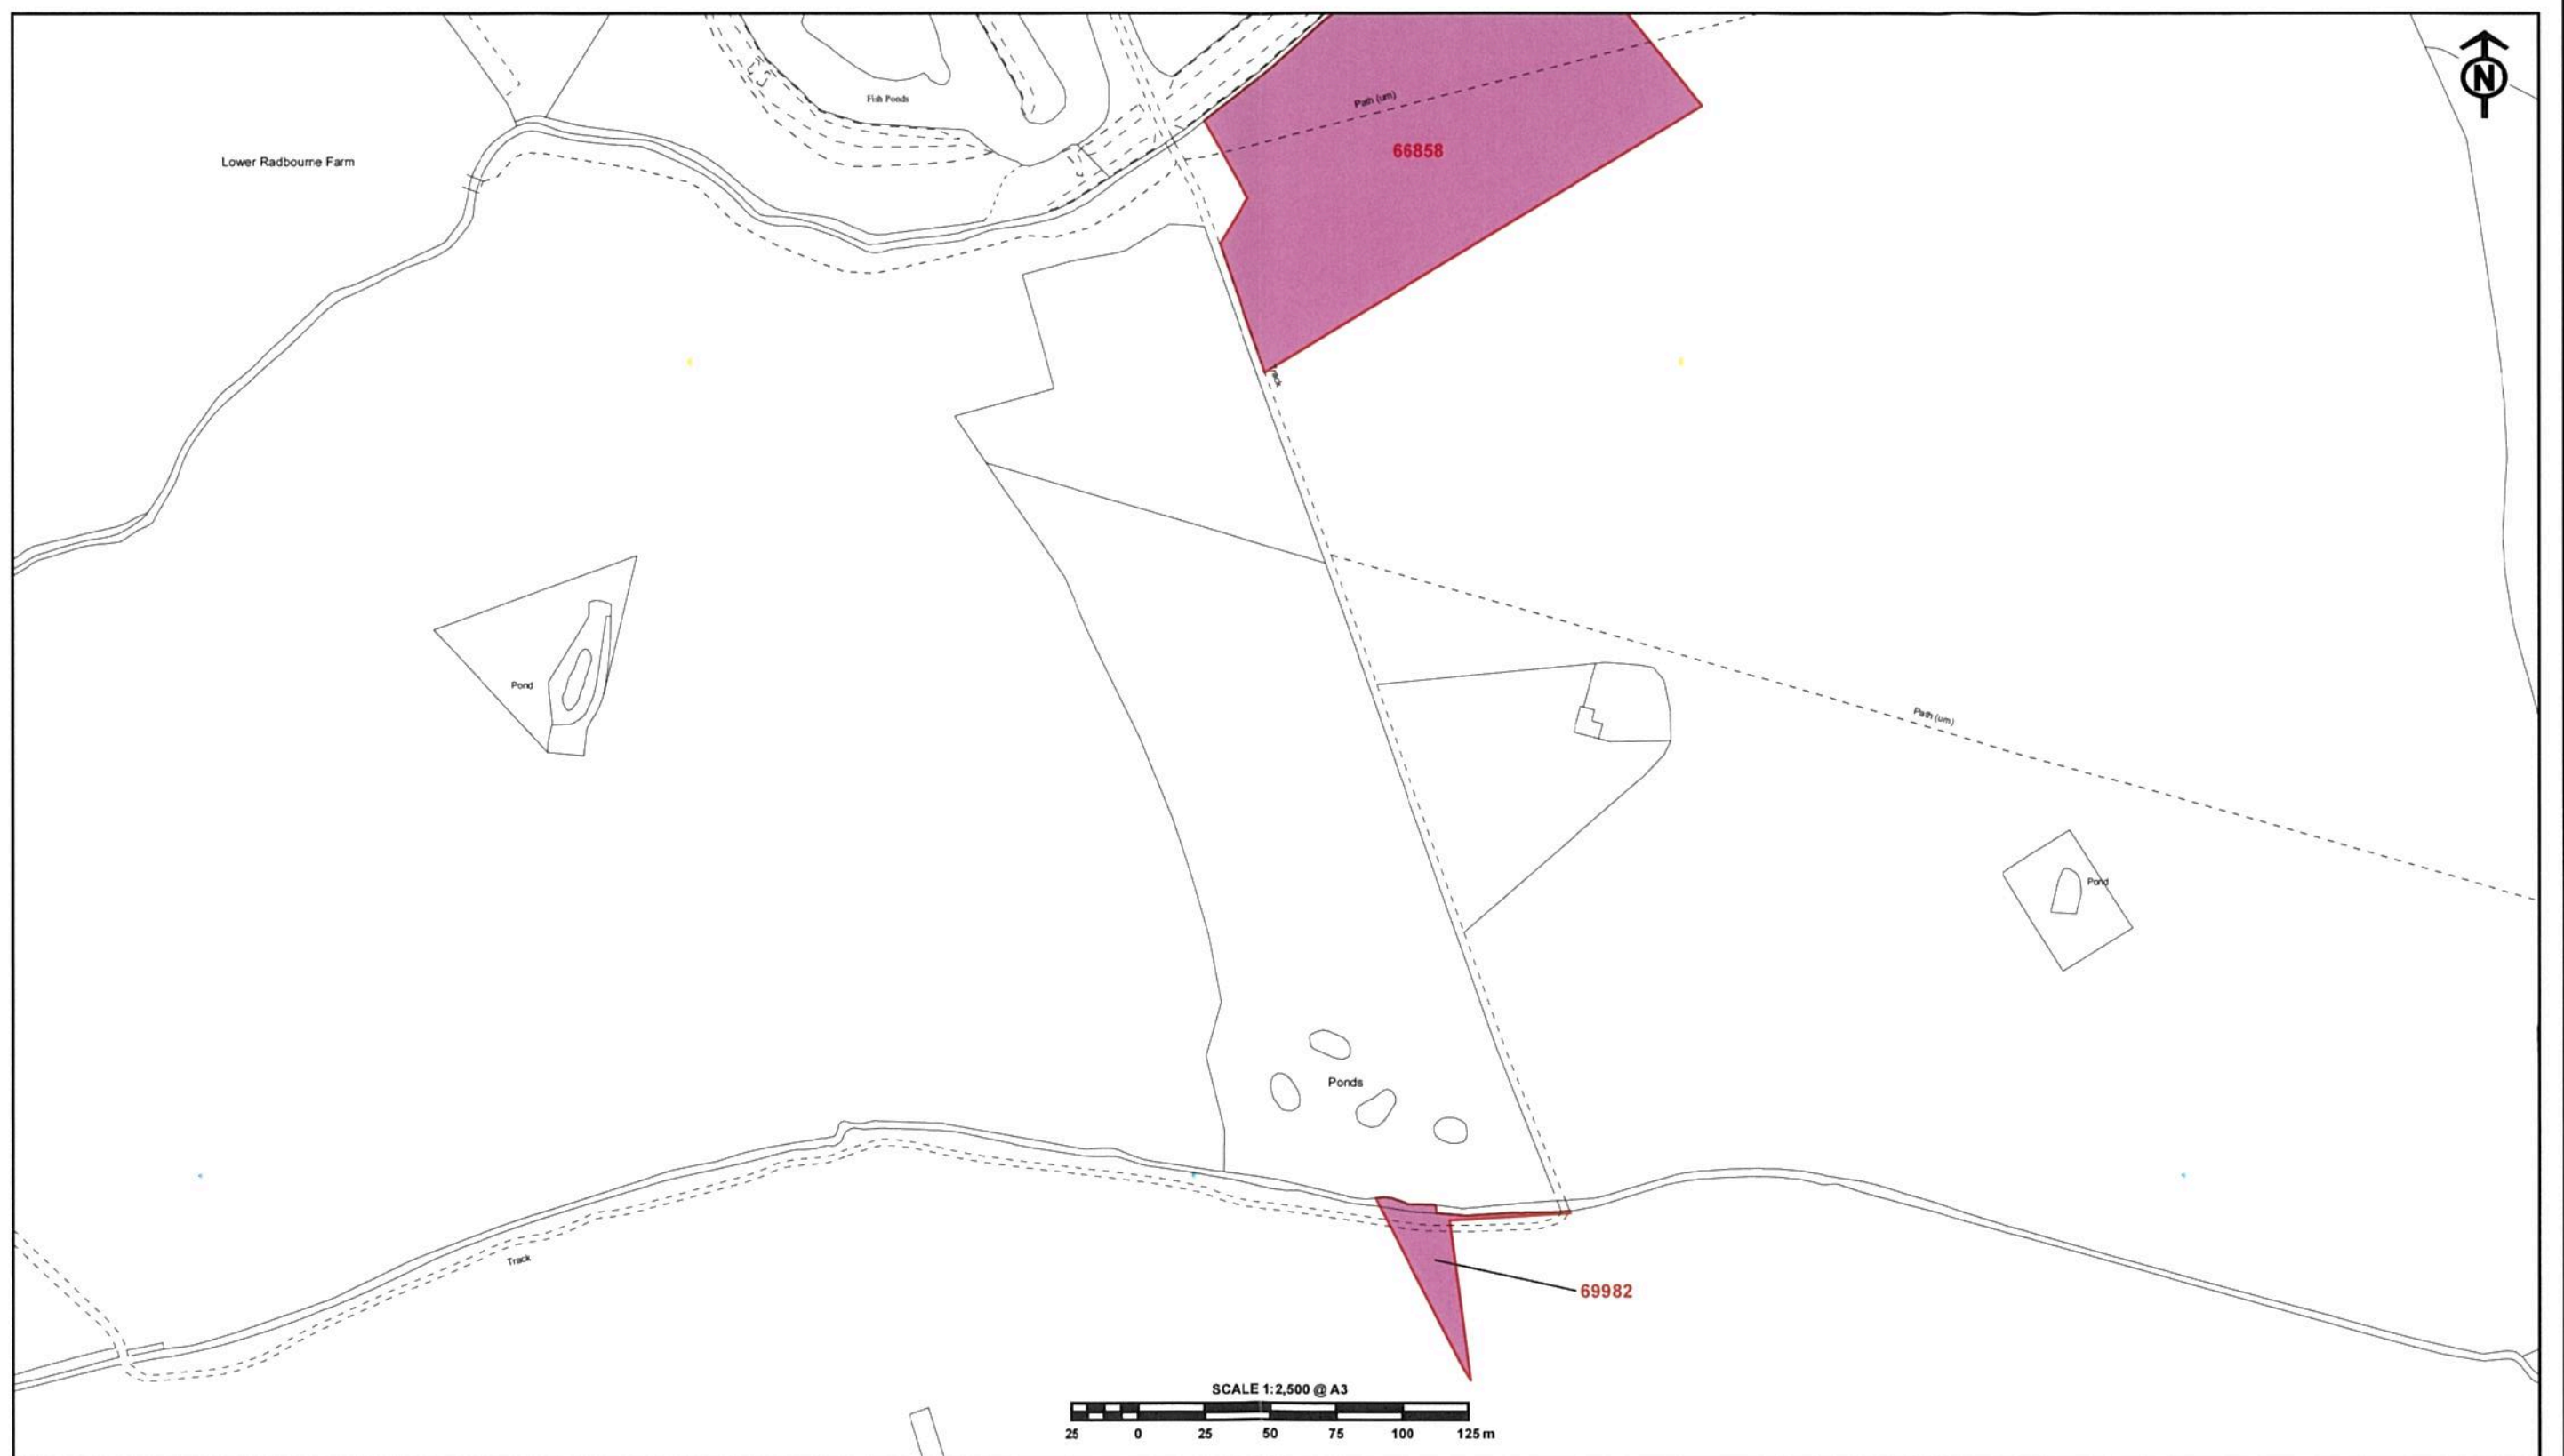 N
Fish Ponds
Path (um)
66858
Lower Radbourne Farm
Track
Pond
Path (um)
Pond
Ponds
Track
69982
SCALE 1:2,500 @ A3
25 0 25 50 75 100 125 m